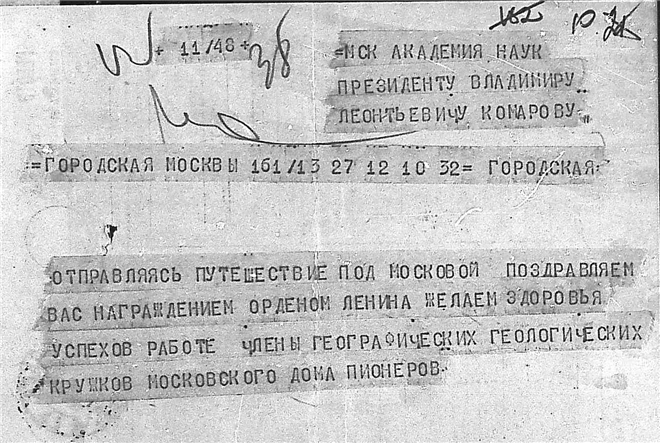 + 11/48 + 38
=МСК АКАДЕМИЯ НАУК
ПРЕЗИДЕНТУ ВЛАДИМИРУ
ЛЕОНТЬЕВИЧУ КОМАРОВУ=
=ГОРОДСКАЯ МОСКВЫ 161/13 27 12 10 32= ГОРОДСКАЯ=
ОТПРАВЛЯЯСЬ ПУТЕШЕСТВИЕ ПОД МОСКОВОЙ ПОЗДРАВЛЯЕМ
ВАС НАГРАЖДЕНИЕМ ОРДЕНОМ ЛЕНИНА ЖЕЛАЕМ ЗДОРОВЬЯ
УСПЕХОВ РАБОТЕ ЧЛЕНЫ ГЕОГРАФИЧЕСКИХ ГЕОЛОГИЧЕСКИХ
КРУЖКОВ МОСКОВСКОГО ДОМА ПИОНЕРОВ